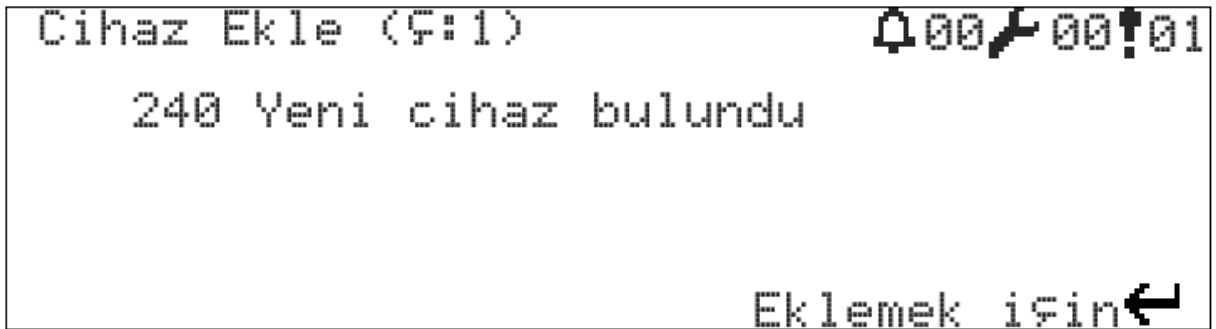 Cihaz Ekle (Ç:1) 00 00 01
240 Yeni cihaz bulundu
Eklemek için